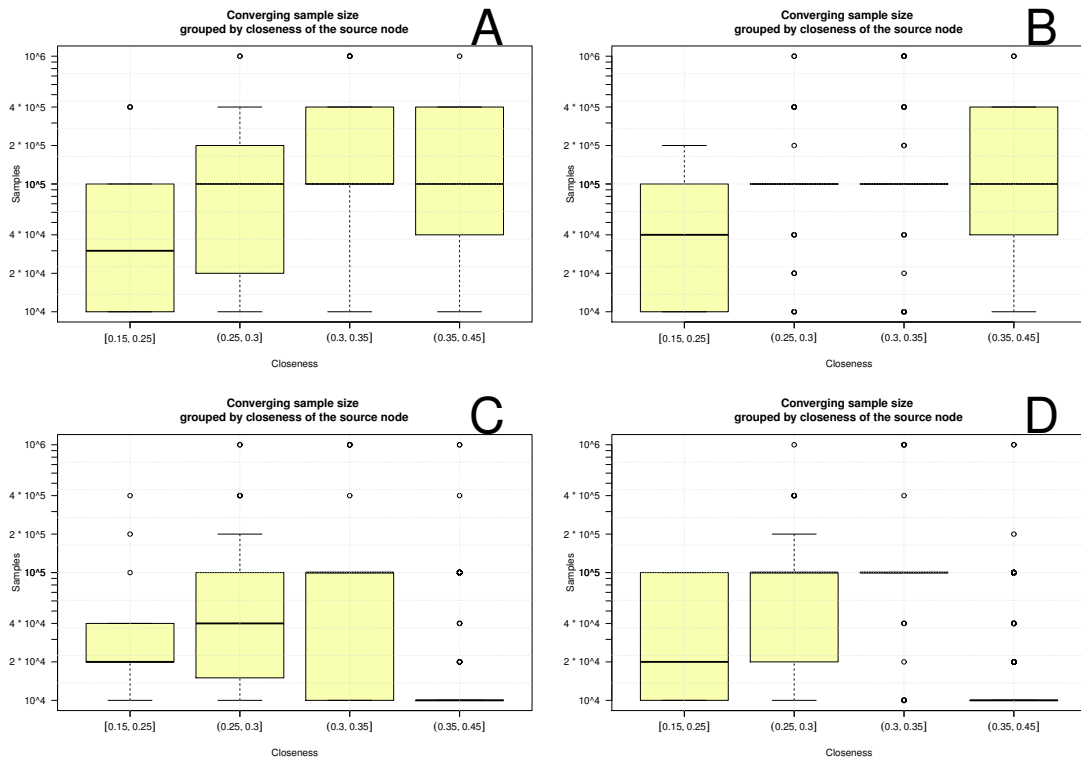 Converging sample size
grouped by closeness of the source node
A
Samples
10^6
4 * 10^5
2 * 10^5
10^5
4 * 10^4
2 * 10^4
10^4
[0.15, 0.25]
(0.25, 0.3]
(0.3, 0.35]
(0.35, 0.45]
Closeness
Converging sample size
grouped by closeness of the source node
B
Samples
10^6
4 * 10^5
2 * 10^5
10^5
4 * 10^4
2 * 10^4
10^4
[0.15, 0.25]
(0.25, 0.3]
(0.3, 0.35]
(0.35, 0.45]
Closeness
Converging sample size
grouped by closeness of the source node
C
Samples
10^6
4 * 10^5
2 * 10^5
10^5
4 * 10^4
2 * 10^4
10^4
[0.15, 0.25]
(0.25, 0.3]
(0.3, 0.35]
(0.35, 0.45]
Closeness
Converging sample size
grouped by closeness of the source node
D
Samples
10^6
4 * 10^5
2 * 10^5
10^5
4 * 10^4
2 * 10^4
10^4
[0.15, 0.25]
(0.25, 0.3]
(0.3, 0.35]
(0.35, 0.45]
Closeness